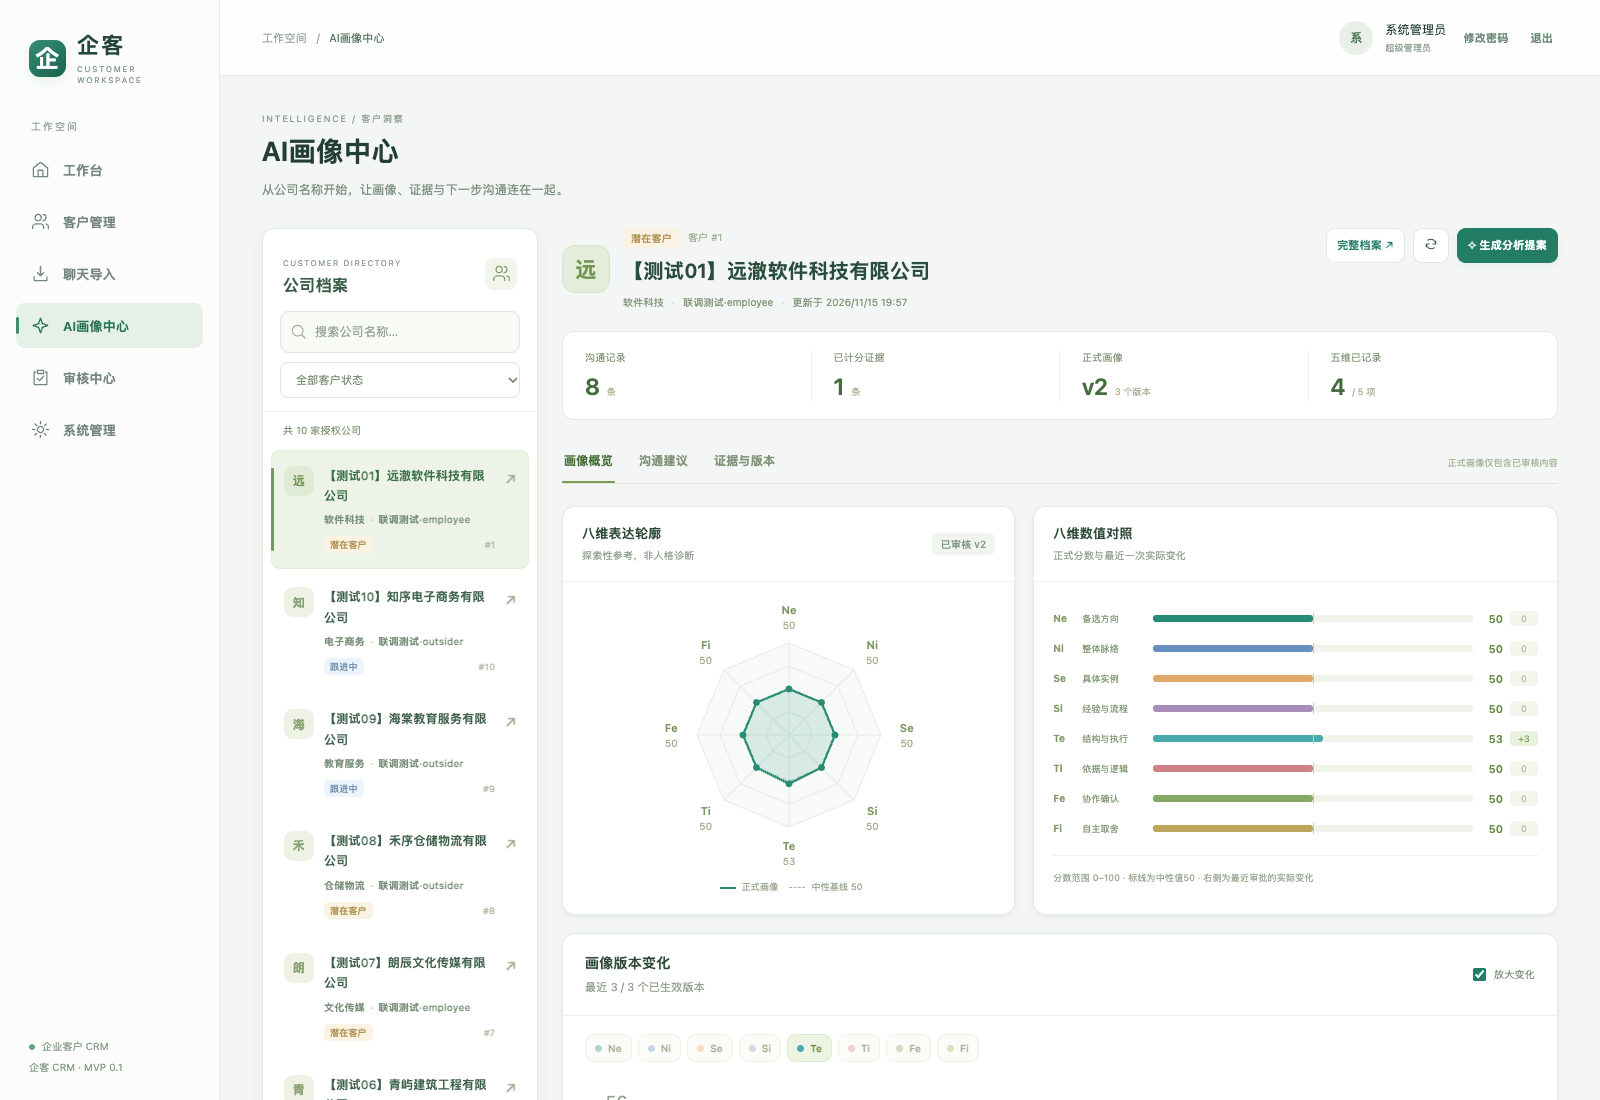 企
企客
CUSTOMER
WORKSPACE
工作空间
工作台
客户管理
聊天导入
AI画像中心
审核中心
系统管理
企业客户 CRM
企客 CRM · MVP 0.1
工作空间 / AI画像中心
系
系统管理员
超级管理员
修改密码
退出
INTELLIGENCE / 客户洞察
AI画像中心
从公司名称开始，让画像、证据与下一步沟通连在一起。
CUSTOMER DIRECTORY
公司档案
搜索公司名称...
全部客户状态
共 10 家授权公司
远
【测试01】远澈软件科技有限
公司
软件科技 · 联调测试·employee
潜在客户
#1
知
【测试10】知序电子商务有限
公司
电子商务 · 联调测试·outsider
跟进中
#10
海
【测试09】海棠教育服务有限
公司
教育服务 · 联调测试·outsider
跟进中
#9
禾
【测试08】禾序仓储物流有限
公司
仓储物流 · 联调测试·outsider
潜在客户
#8
朗
【测试07】朗辰文化传媒有限
公司
文化传媒 · 联调测试·employee
潜在客户
#7
青
【测试06】青屿建筑工程有限
远
潜在客户 客户 #1
【测试01】远澈软件科技有限公司
软件科技 · 联调测试·employee · 更新于 2026/11/15 19:57
完整档案 ↗
✧ 生成分析提案
沟通记录
8 条
已计分证据
1 条
正式画像
v2 3 个版本
五维已记录
4 / 5 项
画像概览
沟通建议
证据与版本
正式画像仅包含已审核内容
八维表达轮廓
探索性参考，非人格诊断
已审核 v2
Ne
50
Ni
50
Se
50
Si
50
Te
53
Ti
50
Fe
50
Fi
50
正式画像
中性基线 50
八维数值对照
正式分数与最近一次实际变化
Ne 备选方向 50 0
Ni 整体脉络 50 0
Se 具体实例 50 0
Si 经验与流程 50 0
Te 结构与执行 53 +3
Ti 依据与逻辑 50 0
Fe 协作确认 50 0
Fi 自主取舍 50 0
分数范围 0–100 · 标线为中性值50 · 右侧为最近审批的实际变化
画像版本变化
最近 3 / 3 个已生效版本
放大变化
Ne
Ni
Se
Si
Te
Ti
Fe
Fi